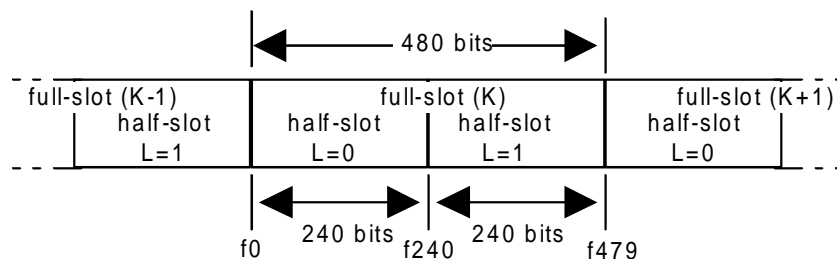 480 bits
full-slot (K-1) full-slot (K) full-slot (K+1)
half-slot half-slot half-slot half-slot
L=1 L=0 L=1 L=0
240 bits 240 bits
f0 f240 f479